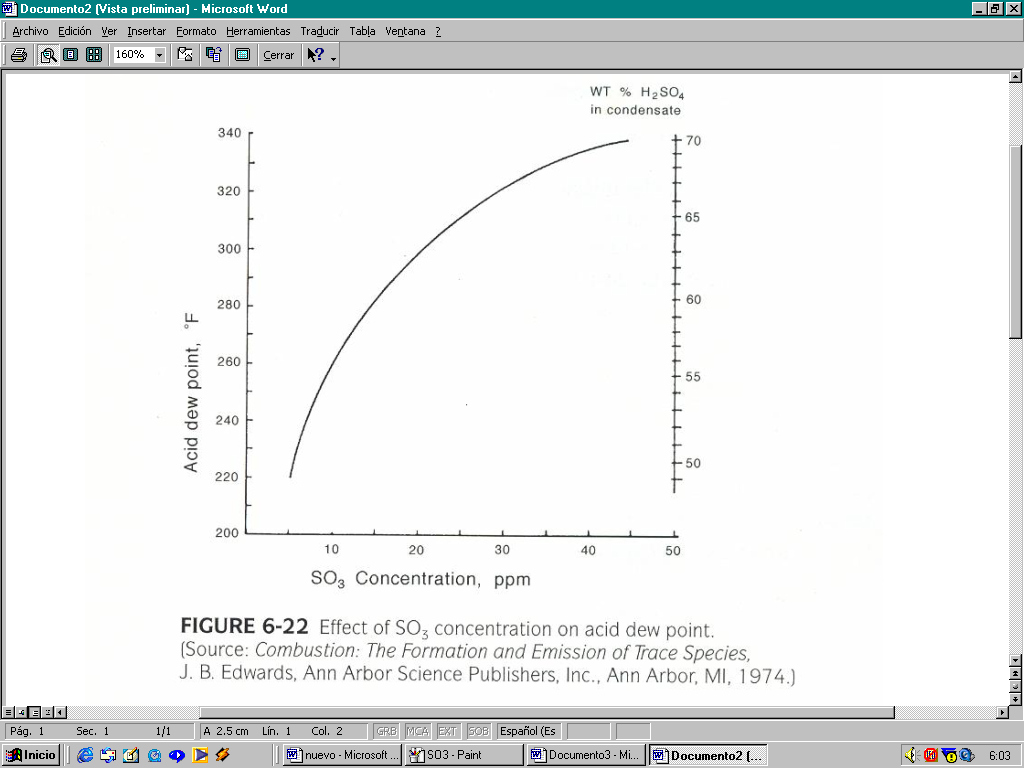 Documento2 (Vista preliminar) - Microsoft Word
Archivo Edición Ver Insertar Formato Herramientas Traducir Tabla Ventana ?
160% Cerrar
WT % H₂SO₄
in condensate
340
320
300
280
260
240
220
200
Acid dew point, °F
70
65
60
55
50
10 20 30 40 50
SO₃ Concentration, ppm
FIGURE 6-22 Effect of SO₃ concentration on acid dew point.
(Source: Combustion: The Formation and Emission of Trace Species,
J. B. Edwards, Ann Arbor Science Publishers, Inc., Ann Arbor, MI, 1974.)
Pág. 1 Sec. 1 1/1 A 2.5 cm Lín. 1 Col. 2 GRB MCA EXT SOB Español (Es
Inicio nuevo - Microsoft ... SO3 - Paint Documento3 - Mi... Documento2 (... 6:03